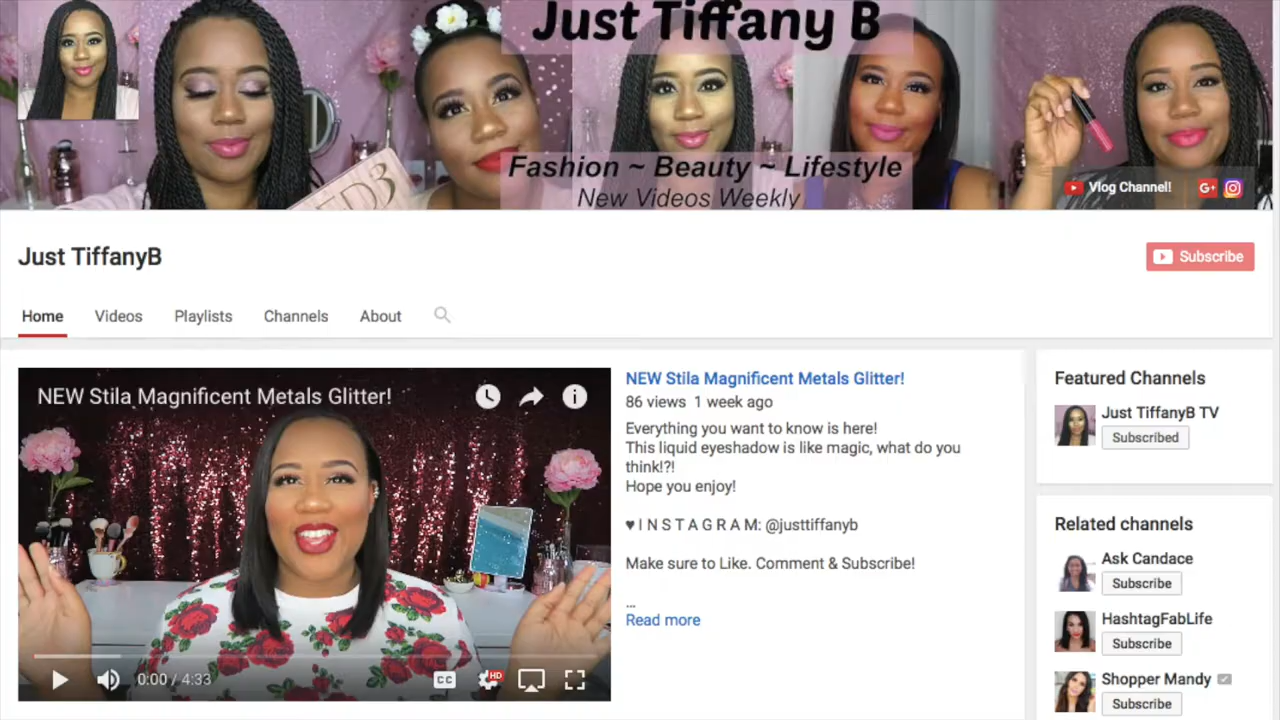 Just Tiffany B
Fashion ~ Beauty ~ Lifestyle
New Videos Weekly
Vlog Channel!
Just TiffanyB
Subscribe
Home
Videos
Playlists
Channels
About
NEW Stila Magnificent Metals Glitter!
0:00 / 4:33
CC
HD
NEW Stila Magnificent Metals Glitter!
86 views 1 week ago
Everything you want to know is here!
This liquid eyeshadow is like magic, what do you
think!?!
Hope you enjoy!
♥ I N S T A G R A M: @justtiffanyb
Make sure to Like. Comment & Subscribe!
...
Read more
Featured Channels
Just TiffanyB TV
Subscribed
Related channels
Ask Candace
Subscribe
HashtagFabLife
Subscribe
Shopper Mandy
Subscribe